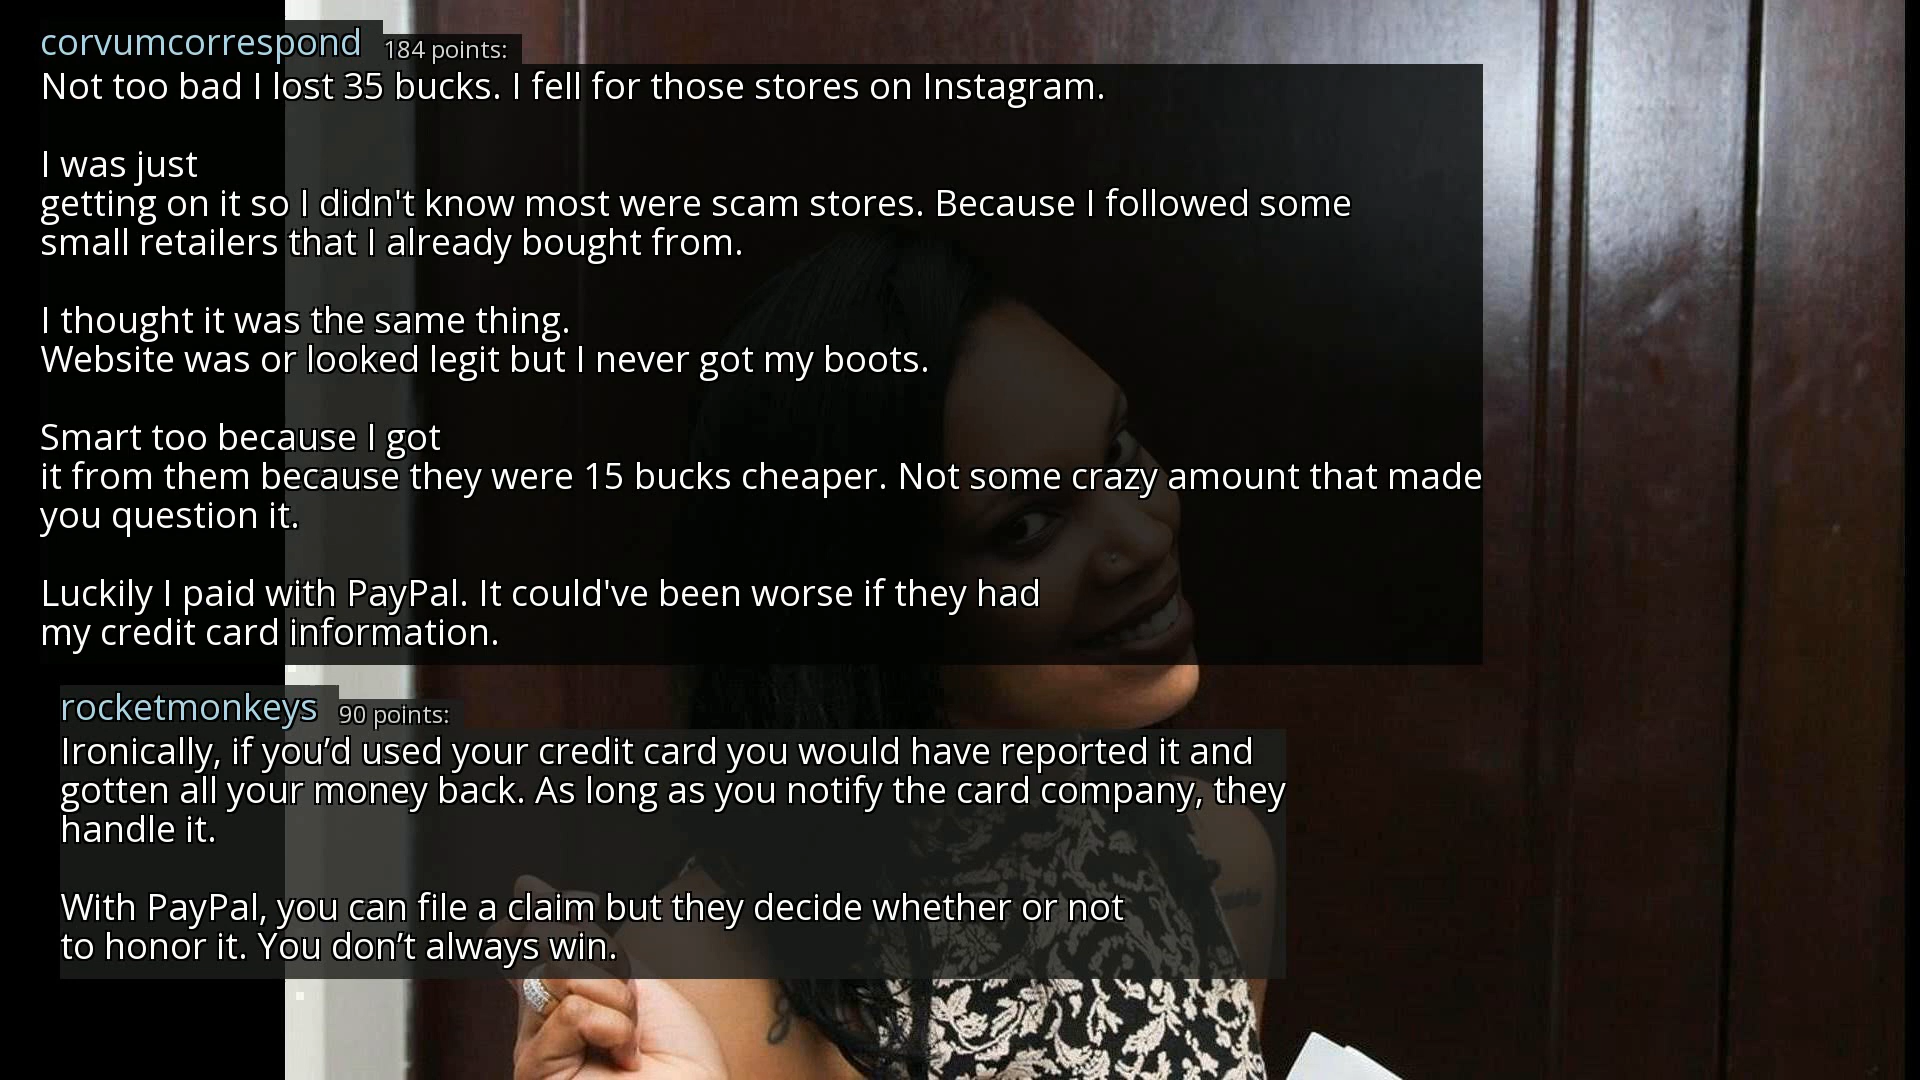 corvumcorrespond 184 points:
Not too bad I lost 35 bucks. I fell for those stores on Instagram.
I was just
getting on it so I didn't know most were scam stores. Because I followed some
small retailers that I already bought from.
I thought it was the same thing.
Website was or looked legit but I never got my boots.
Smart too because I got
it from them because they were 15 bucks cheaper. Not some crazy amount that made
you question it.
Luckily I paid with PayPal. It could've been worse if they had
my credit card information.
rocketmonkeys 90 points:
Ironically, if you’d used your credit card you would have reported it and
gotten all your money back. As long as you notify the card company, they
handle it.
With PayPal, you can file a claim but they decide whether or not
to honor it. You don’t always win.